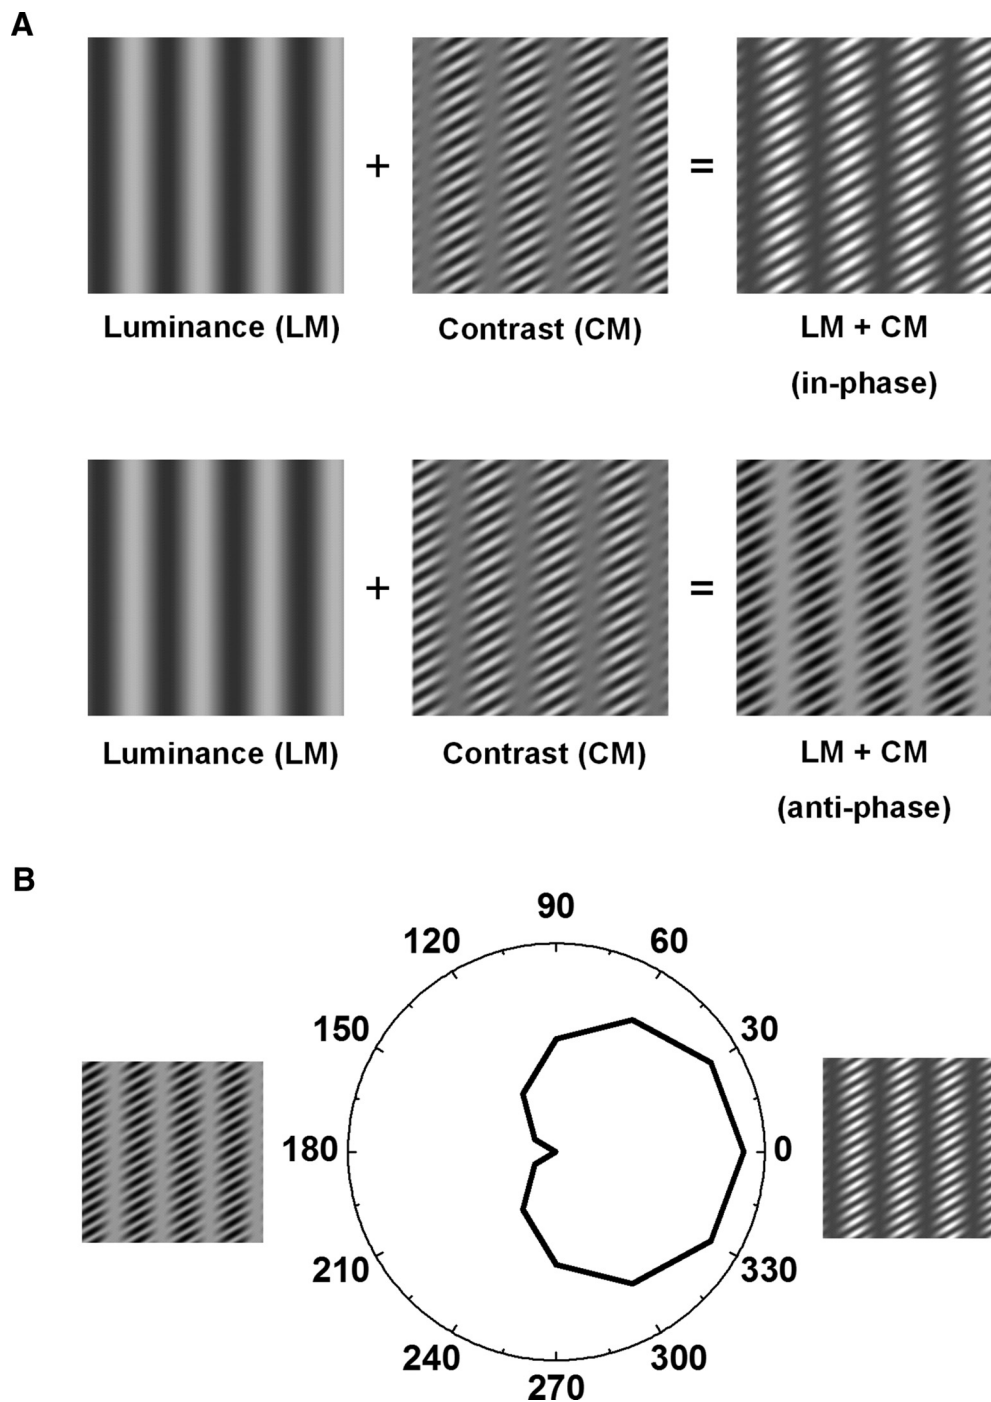 A
+ =
Luminance (LM) Contrast (CM) LM + CM
(in-phase)
+ =
Luminance (LM) Contrast (CM) LM + CM
(anti-phase)
B
90
120 60
150 30
180 0
210 330
240 300
270